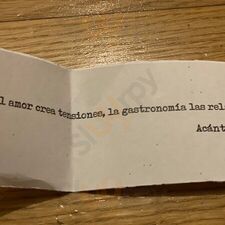 l amor crea tensiones, la gastronomía las rel
Acánt